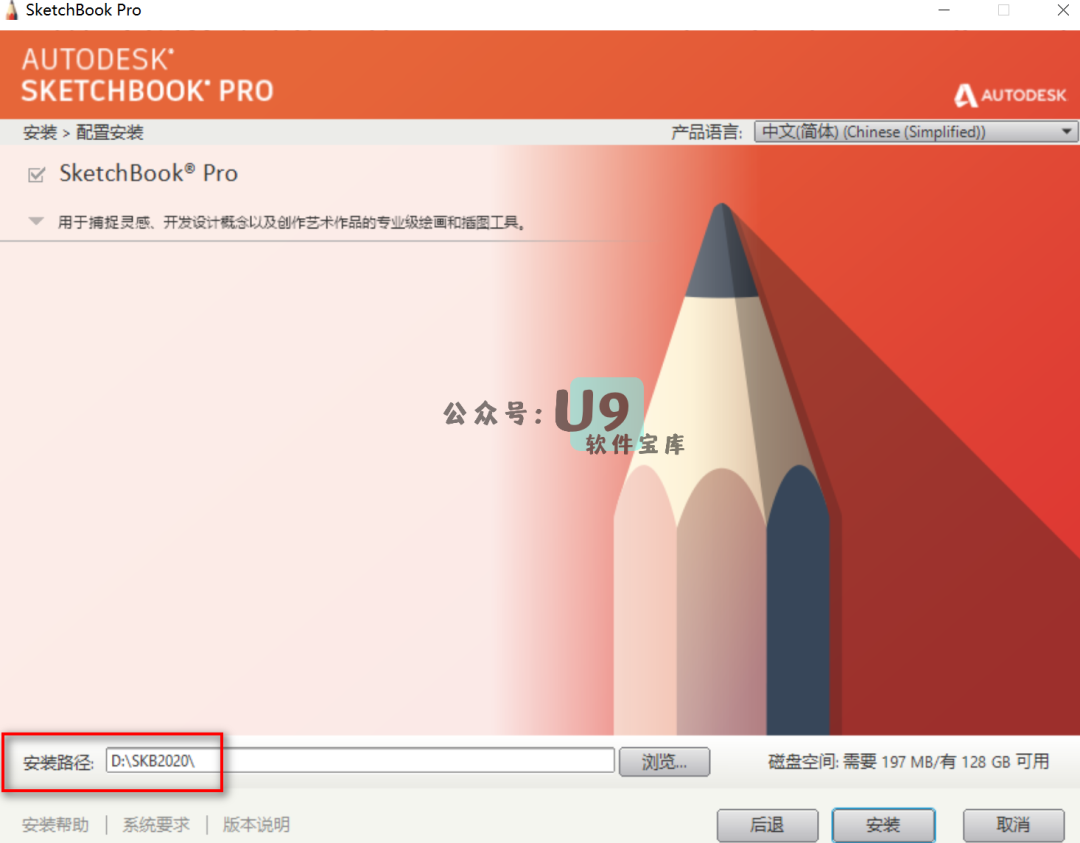 SketchBook Pro
AUTODESK®
SKETCHBOOK® PRO
AUTODESK
安装 > 配置安装
产品语言: 中文(简体) (Chinese (Simplified))
SketchBook® Pro
用于捕捉灵感、开发设计概念以及创作艺术作品的专业级绘画和插图工具。
公众号: U9
软件宝库
安装路径: D:\SKB2020\ 浏览... 磁盘空间: 需要 197 MB/有 128 GB 可用
安装帮助 | 系统要求 | 版本说明 后退 安装 取消